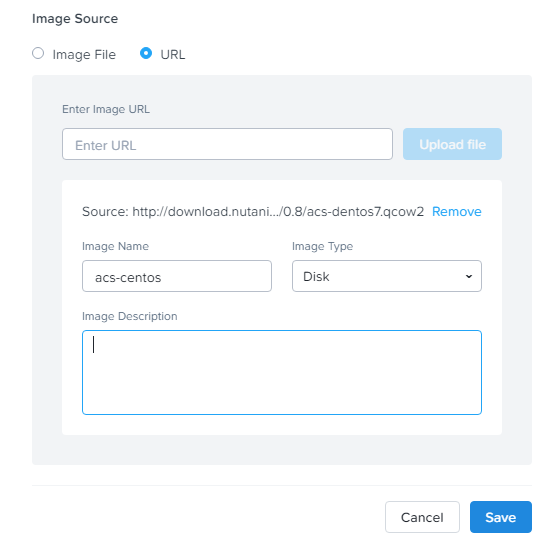 Image Source
Image File URL
Enter Image URL
Enter URL Upload file
Source: http://download.nutani.../0.8/acs-dentos7.qcow2 Remove
Image Name Image Type
acs-centos Disk
Image Description
Cancel Save